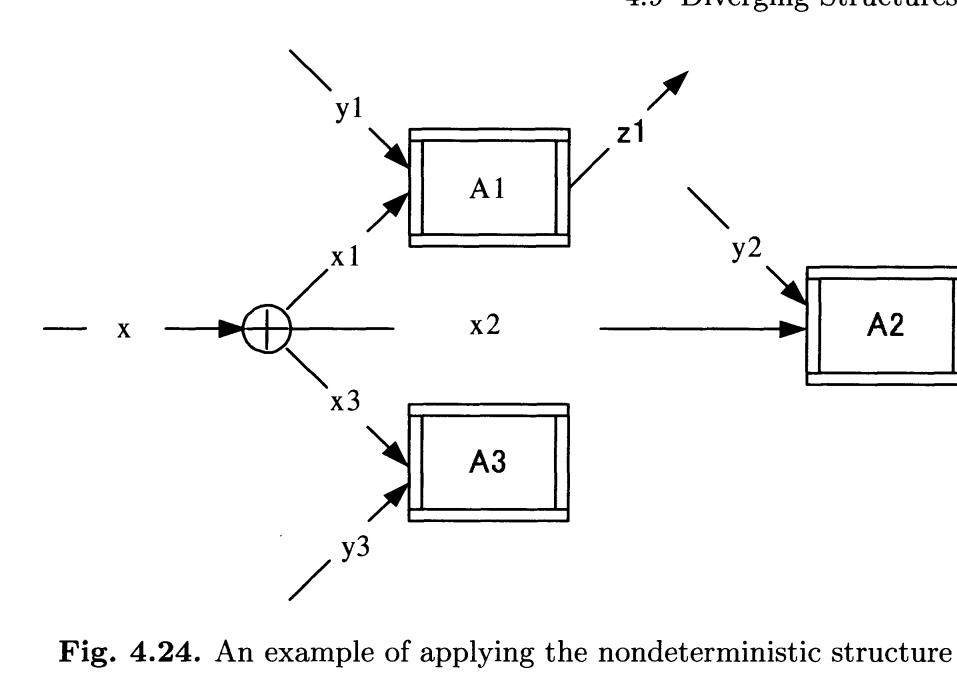 4.9 Diverging Structures
y1
z1
A1
y2
x1
x
x2
A2
x3
A3
y3
Fig. 4.24. An example of applying the nondeterministic structure